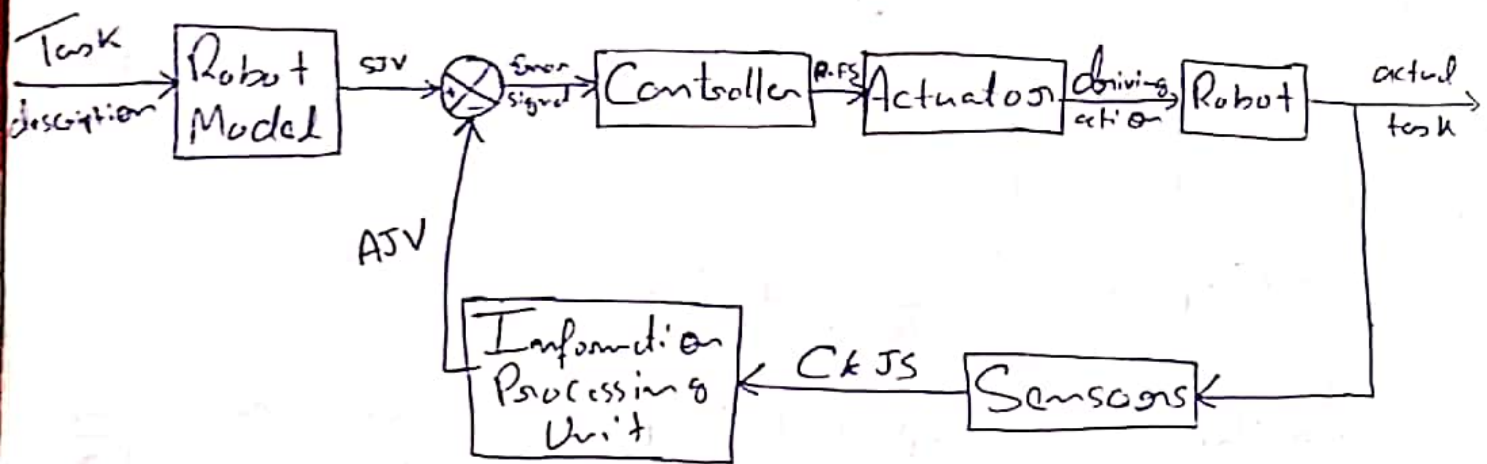 Task
description
Robot
Model
SJV
+
-
Error
Signal
Controller
R.FS
Actuator
driving
action
Robot
actual
task
AJV
Information
Processing
Unit
C&JS
Sensors